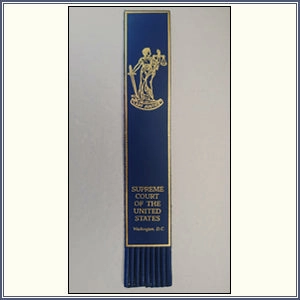 SUPREME
COURT
OF THE
UNITED
STATES
Washington, D.C.